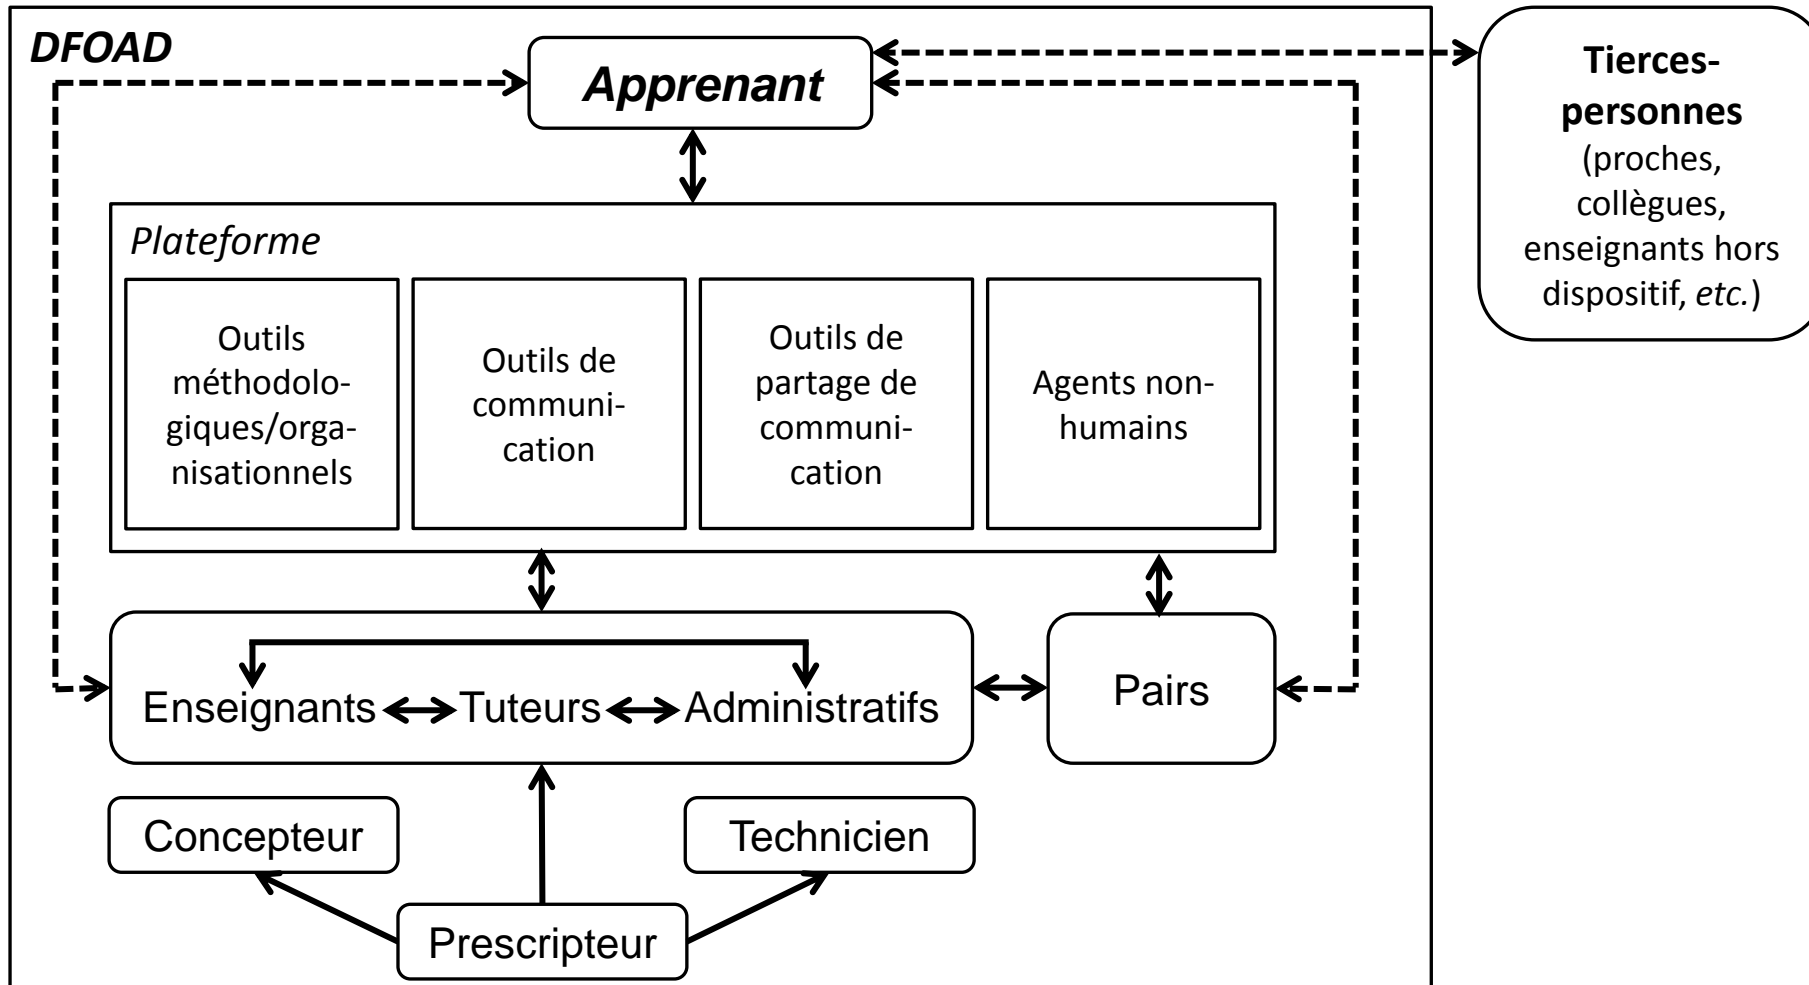 DFOAD
Apprenant
Tierces-
personnes
(proches,
collègues,
enseignants hors
dispositif, etc.)
Plateforme
Outils
méthodolo-
giques/orga-
nisationnels
Outils de
communi-
cation
Outils de
partage de
communi-
cation
Agents non-
humains
Enseignants
Tuteurs
Administratifs
Pairs
Concepteur
Technicien
Prescripteur